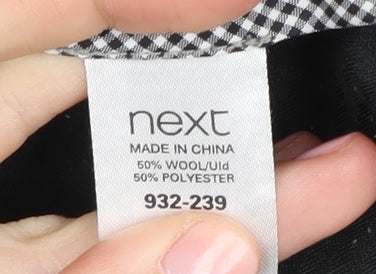 next
MADE IN CHINA
50% WOOL/Uld
50% POLYESTER
932-239